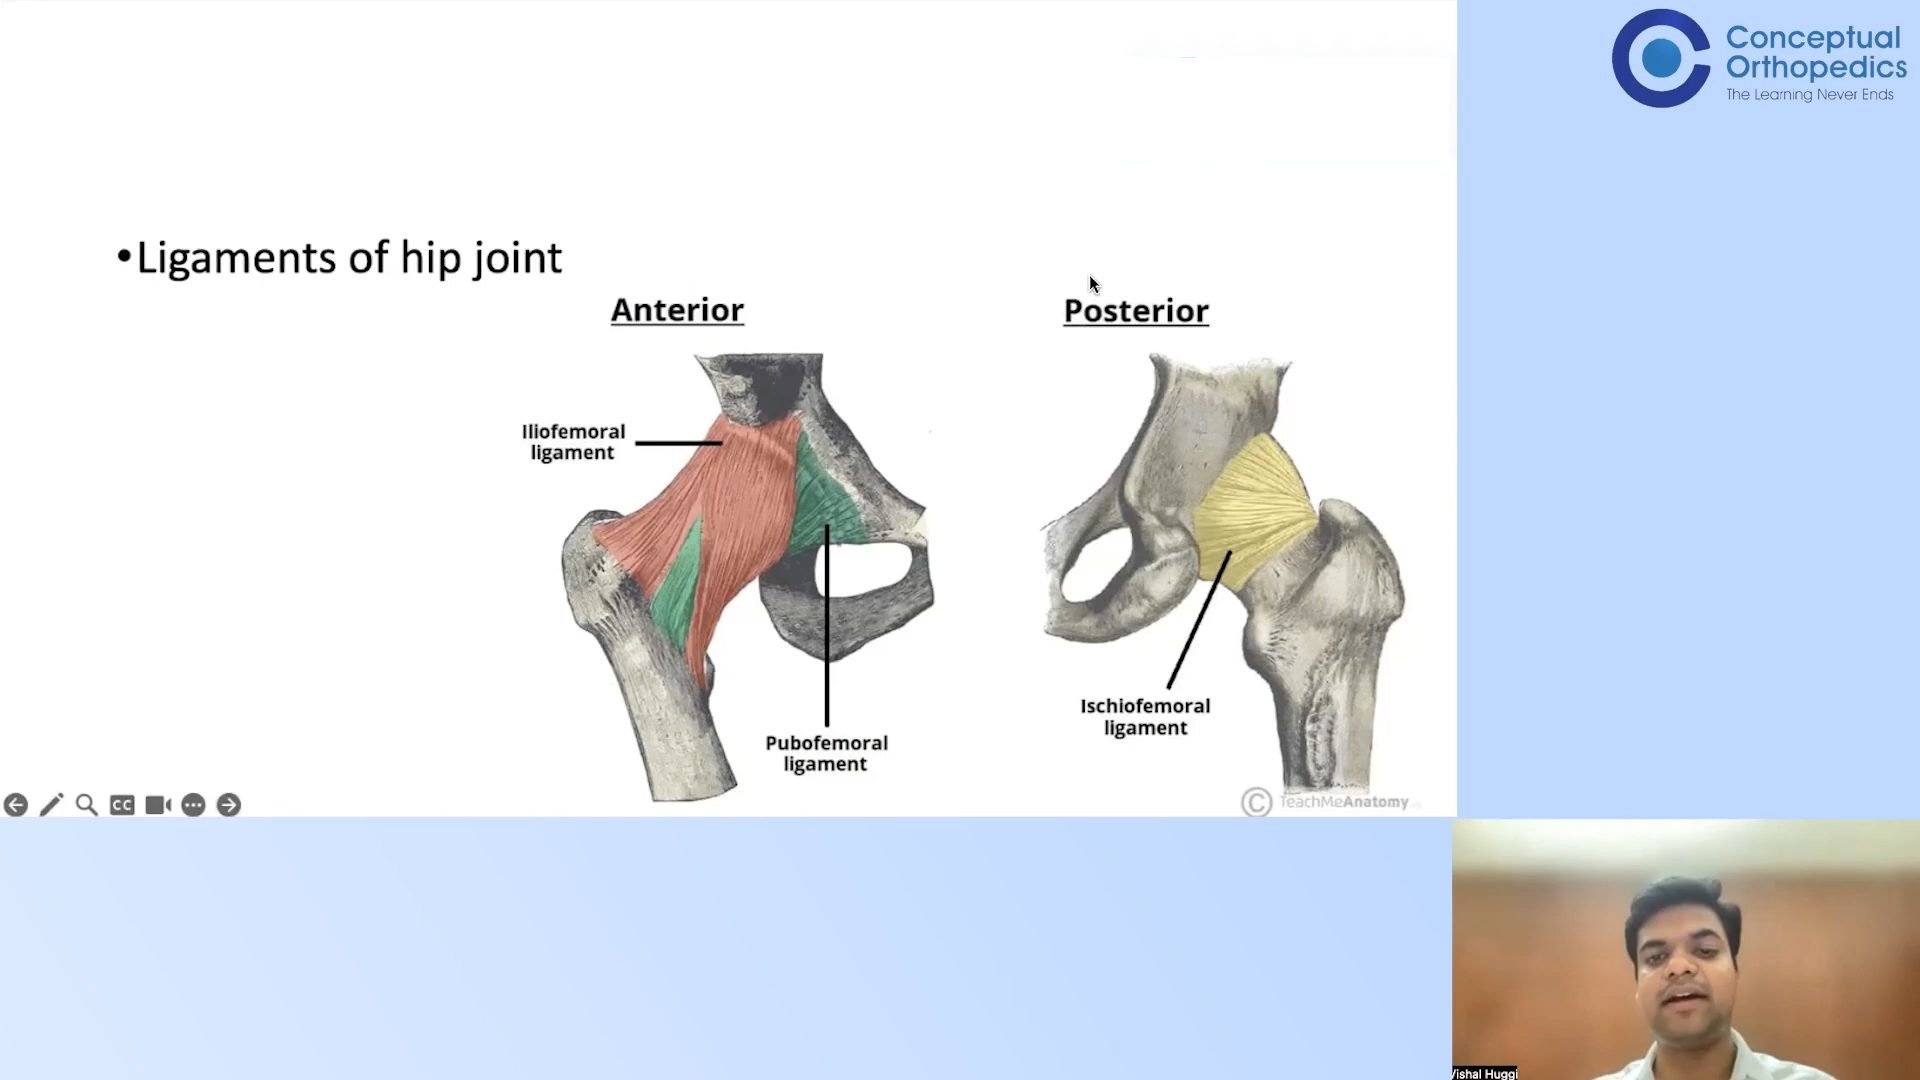 Conceptual
Orthopedics
The Learning Never Ends
•Ligaments of hip joint
Anterior
Posterior
Iliofemoral
ligament
Pubofemoral
ligament
Ischiofemoral
ligament
CC
© TeachMeAnatomy
Vishal Huggi